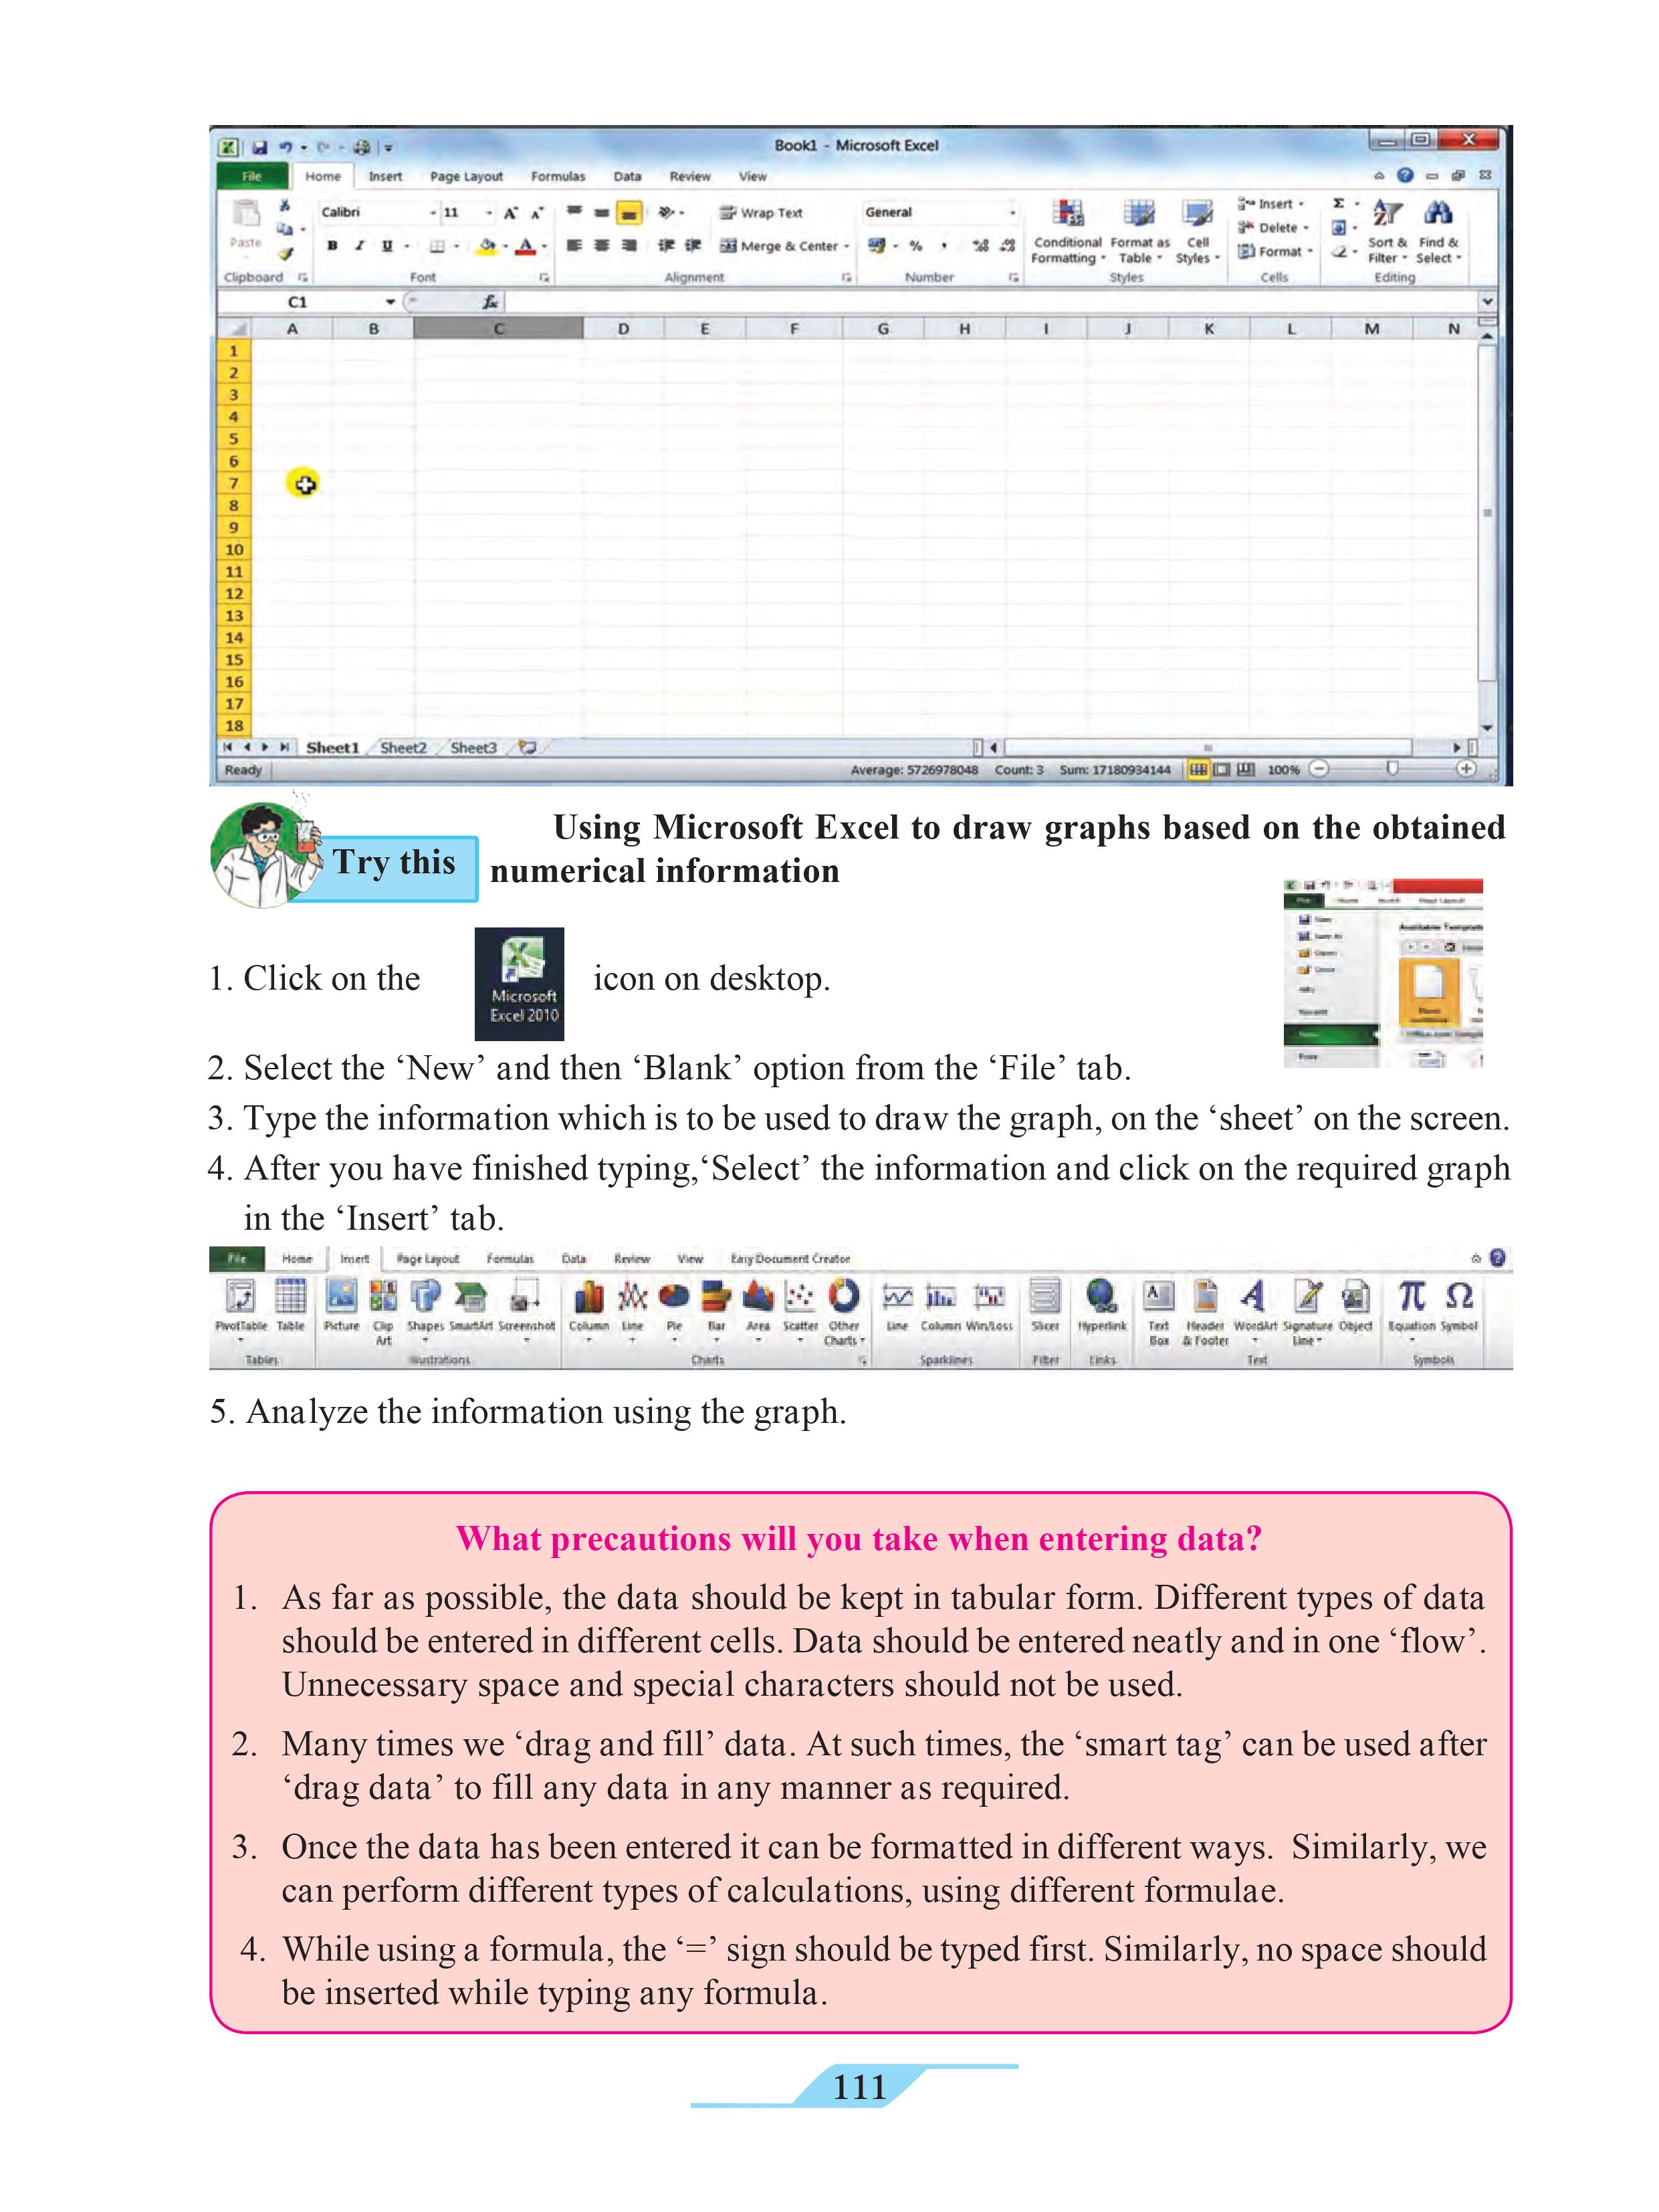 Book1 - Microsoft Excel
File Home Insert Page Layout Formulas Data Review View
Calibri 11 A A Wrap Text General Insert Σ
Paste B I U A Merge & Center % , Conditional Formatting Format as Table Cell Styles Delete Format Sort & Filter Find & Select
Clipboard Font Alignment Number Styles Cells Editing
C1 fx
A B C D E F G H I J K L M N
1
2
3
4
5
6
7
8
9
10
11
12
13
14
15
16
17
18
Sheet1 Sheet2 Sheet3
Ready Average: 5726978048 Count: 3 Sum: 17180934144 100%
Try this
Using Microsoft Excel to draw graphs based on the obtained
numerical information
1. Click on the
Microsoft
Excel 2010
icon on desktop.
2. Select the ‘New’ and then ‘Blank’ option from the ‘File’ tab.
3. Type the information which is to be used to draw the graph, on the ‘sheet’ on the screen.
4. After you have finished typing,‘Select’ the information and click on the required graph
in the ‘Insert’ tab.
File Home Insert Page Layout Formulas Data Review View Easy Document Creator
PivotTable Table Picture Clip Art Shapes SmartArt Screenshot Column Line Pie Bar Area Scatter Other Charts Line Column Win/Loss Slicer Hyperlink Text Box Header & Footer WordArt Signature Line Object Equation Symbol
Tables Illustrations Charts Sparklines Filter Links Text Symbols
5. Analyze the information using the graph.
What precautions will you take when entering data?
1. As far as possible, the data should be kept in tabular form. Different types of data
should be entered in different cells. Data should be entered neatly and in one ‘flow’.
Unnecessary space and special characters should not be used.
2. Many times we ‘drag and fill’ data. At such times, the ‘smart tag’ can be used after
‘drag data’ to fill any data in any manner as required.
3. Once the data has been entered it can be formatted in different ways. Similarly, we
can perform different types of calculations, using different formulae.
4. While using a formula, the ‘=’ sign should be typed first. Similarly, no space should
be inserted while typing any formula.
111